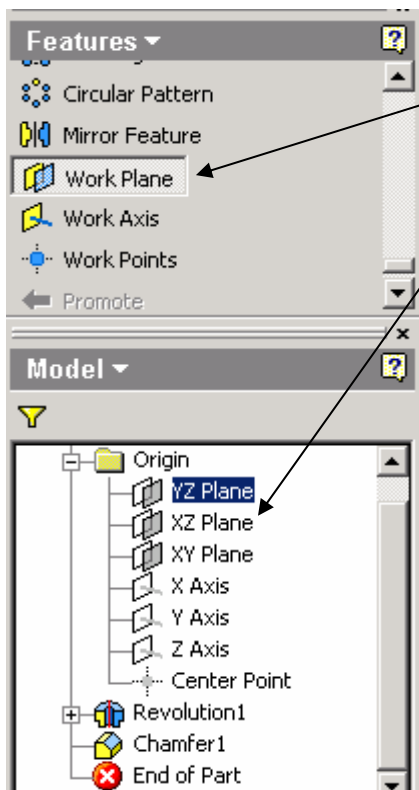 Features
Circular Pattern
Mirror Feature
Work Plane
Work Axis
Work Points
Promote
Model
Origin
YZ Plane
XZ Plane
XY Plane
X Axis
Y Axis
Z Axis
Center Point
Revolution1
Chamfer1
End of Part